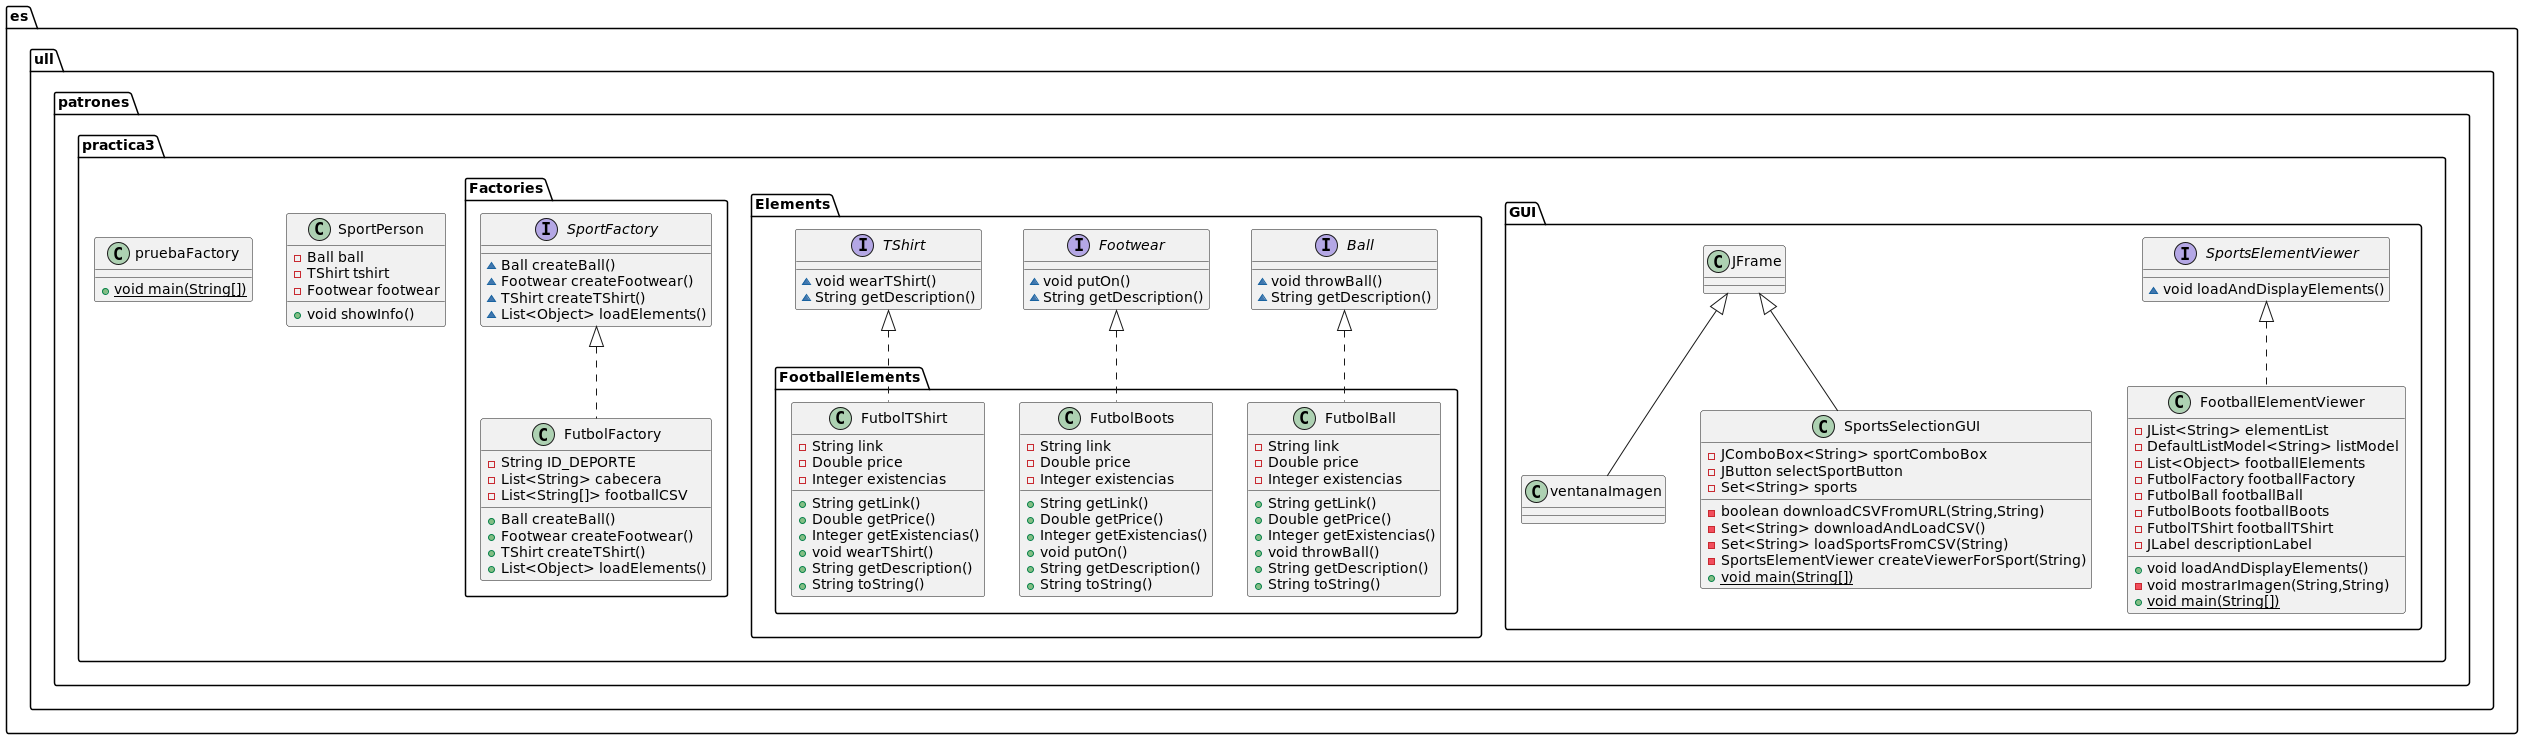 es
ull
patrones
practica3
pruebaFactory
void main(String[])
SportPerson
Ball ball
TShirt tshirt
Footwear footwear
void showInfo()
Factories
SportFactory
Ball createBall()
Footwear createFootwear()
TShirt createTShirt()
List<Object> loadElements()
FutbolFactory
String ID_DEPORTE
List<String> cabecera
List<String[]> footballCSV
Ball createBall()
Footwear createFootwear()
TShirt createTShirt()
List<Object> loadElements()
Elements
TShirt
void wearTShirt()
String getDescription()
Footwear
void putOn()
String getDescription()
Ball
void throwBall()
String getDescription()
FootballElements
FutbolTShirt
String link
Double price
Integer existencias
String getLink()
Double getPrice()
Integer getExistencias()
void wearTShirt()
String getDescription()
String toString()
FutbolBoots
String link
Double price
Integer existencias
String getLink()
Double getPrice()
Integer getExistencias()
void putOn()
String getDescription()
String toString()
FutbolBall
String link
Double price
Integer existencias
String getLink()
Double getPrice()
Integer getExistencias()
void throwBall()
String getDescription()
String toString()
GUI
JFrame
ventanaImagen
SportsSelectionGUI
JComboBox<String> sportComboBox
JButton selectSportButton
Set<String> sports
boolean downloadCSVFromURL(String,String)
Set<String> downloadAndLoadCSV()
Set<String> loadSportsFromCSV(String)
SportsElementViewer createViewerForSport(String)
void main(String[])
SportsElementViewer
void loadAndDisplayElements()
FootballElementViewer
JList<String> elementList
DefaultListModel<String> listModel
List<Object> footballElements
FutbolFactory footballFactory
FutbolBall footballBall
FutbolBoots footballBoots
FutbolTShirt footballTShirt
JLabel descriptionLabel
void loadAndDisplayElements()
void mostrarImagen(String,String)
void main(String[])